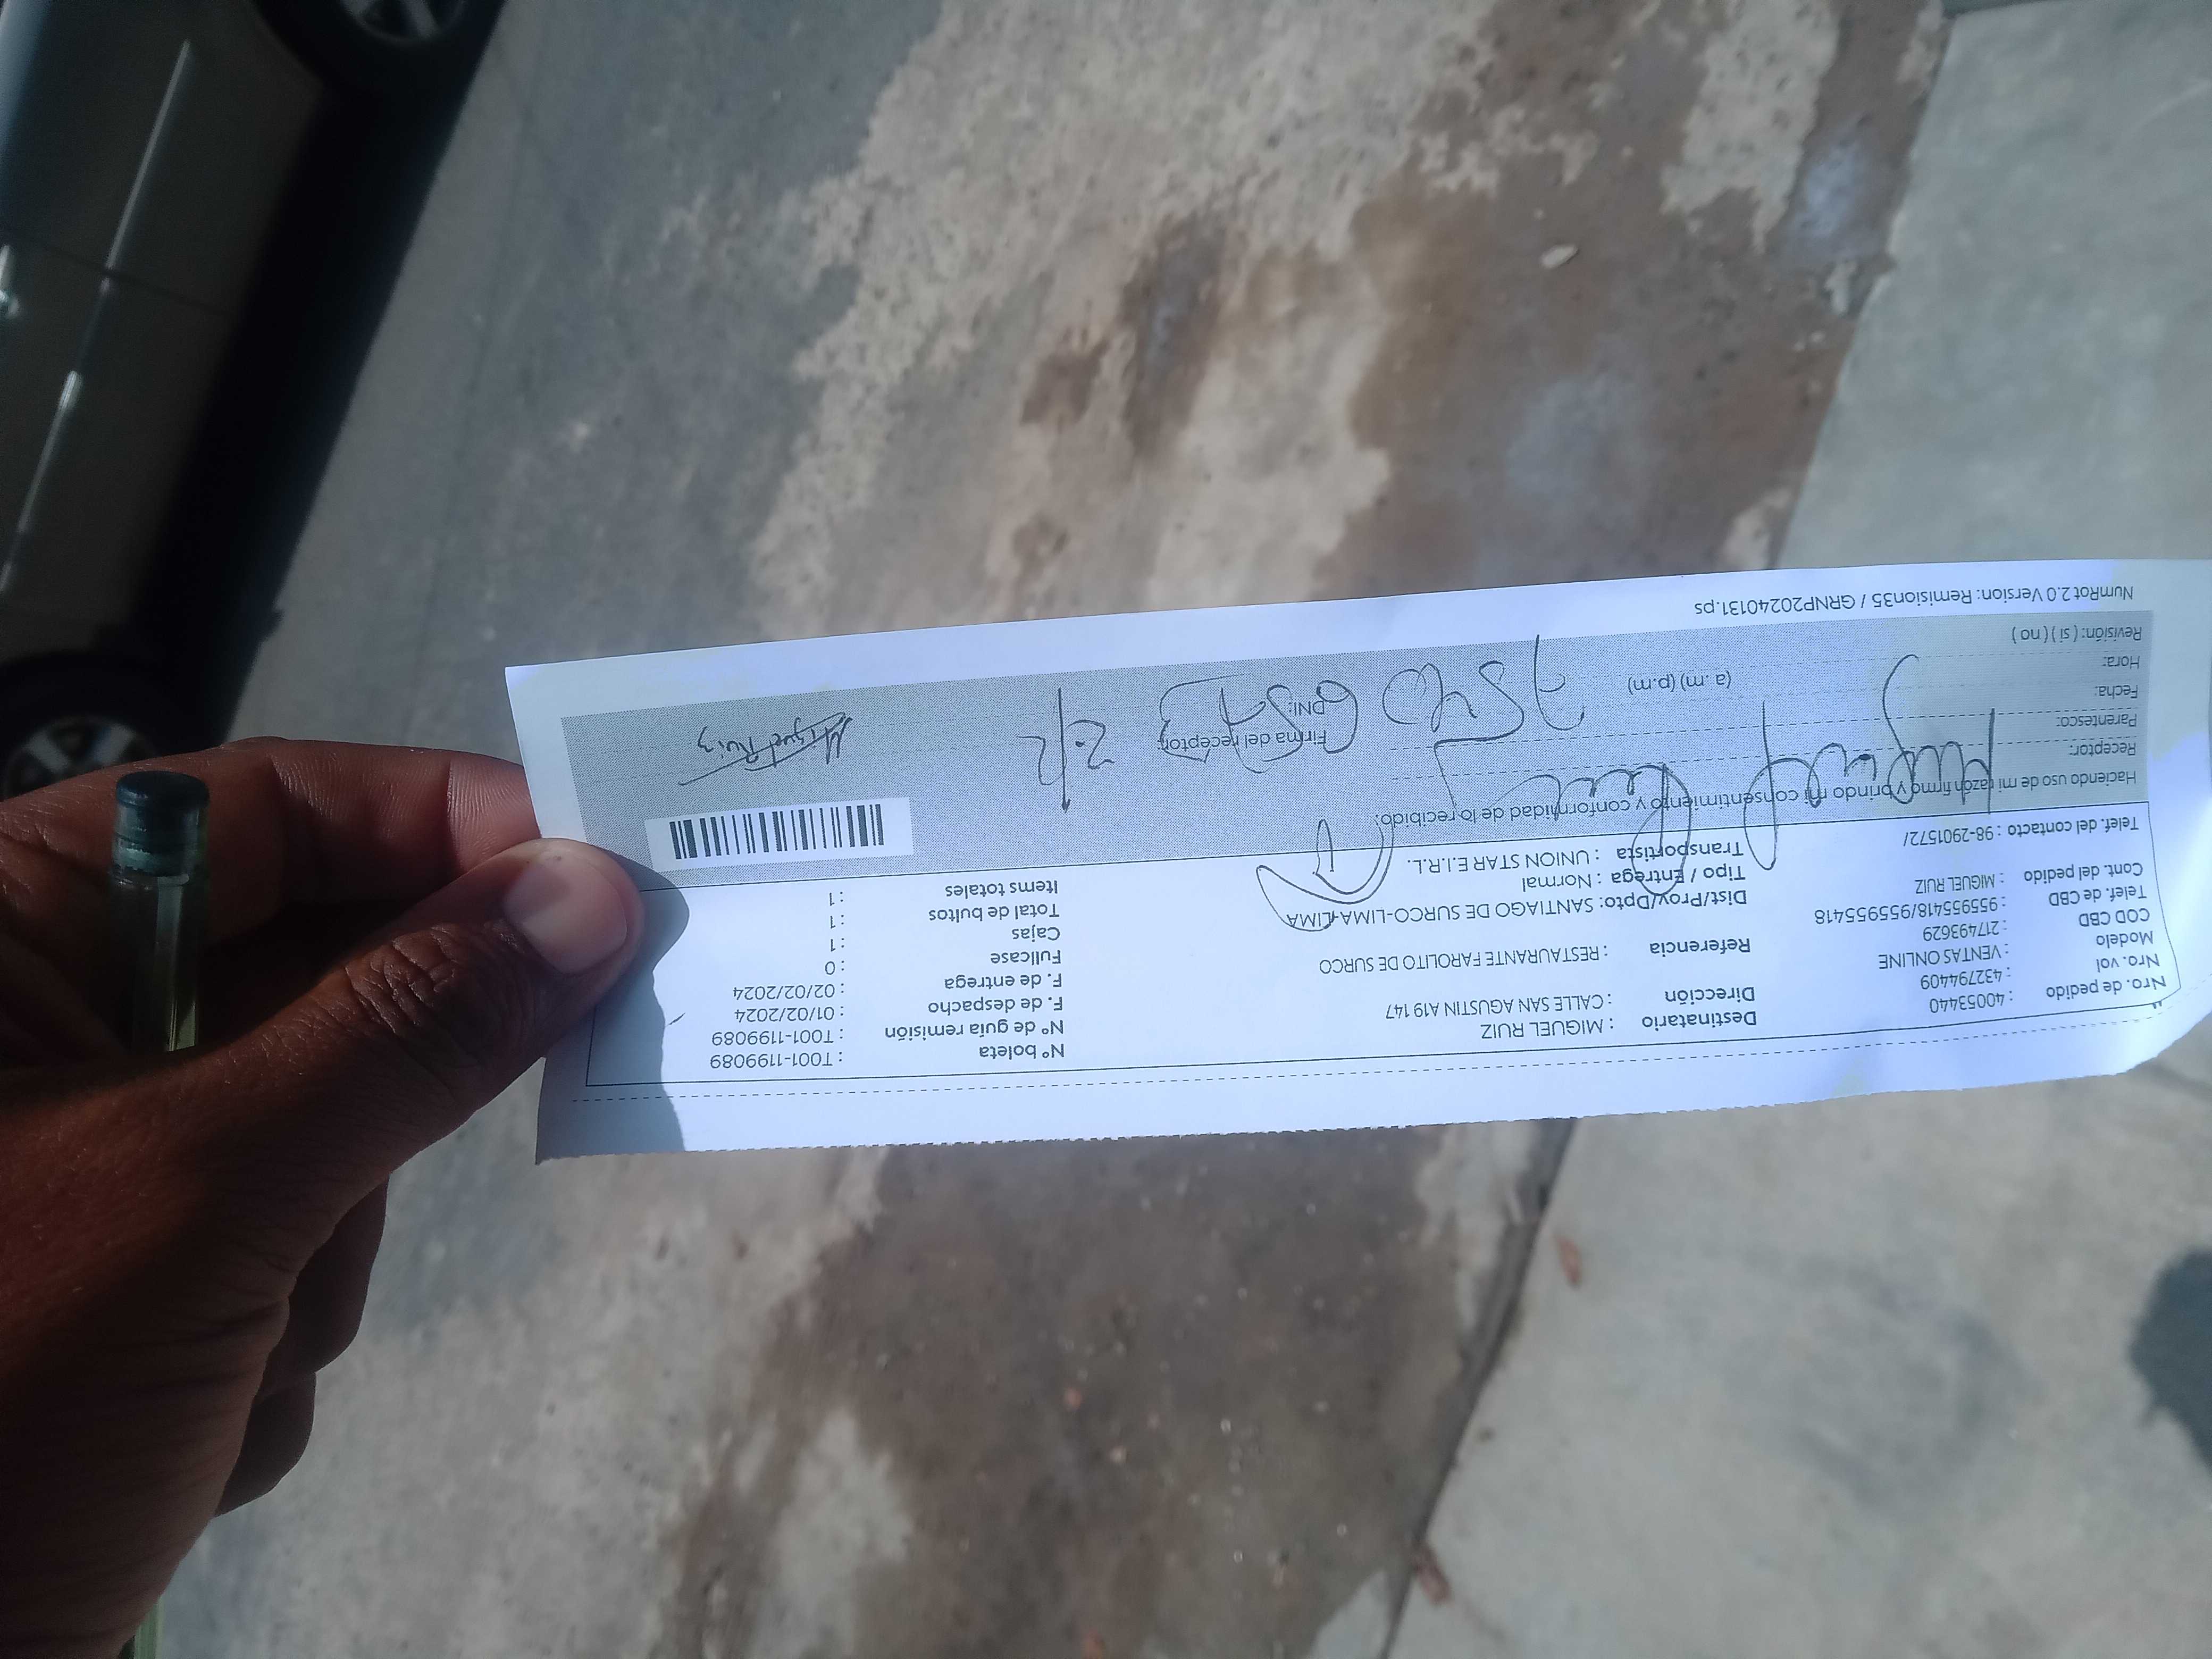 Nro. de pedido : 40053440
Nro. vol : 432794409
Modelo : VENTAS ONLINE
COD CBD : 217493629
Telef. de CBD : 955955418/955955418
Cont. del pedido : MIGUEL RUIZ
Telef. del contacto : 98-2901572/
Destinatario : MIGUEL RUIZ
Dirección : CALLE SAN AGUSTIN A19 147
Referencia : RESTAURANTE FAROLITO DE SURCO
Dist/Prov/Dpto: SANTIAGO DE SURCO-LIMA-LIMA
Tipo / Entrega : Normal
Transportista : UNION STAR E.I.R.L.
N° boleta : T001-1199089
N° de guía remisión : T001-1199089
F. de despacho : 01/02/2024
F. de entrega : 02/02/2024
Fullcase : 0
Cajas : 1
Total de bultos : 1
Items totales : 1
Haciendo uso de mi razón firmo y brindo mi consentimiento y conformidad de lo recibido:
Receptor:
Parentesco:
Fecha:
Hora: (a .m) (p.m)
Revisión: ( si ) ( no )
Firma del receptor:
DNI:
Miguel Ruiz
NumRot 2.0 Version: Remision35 / GRNP20240131.ps